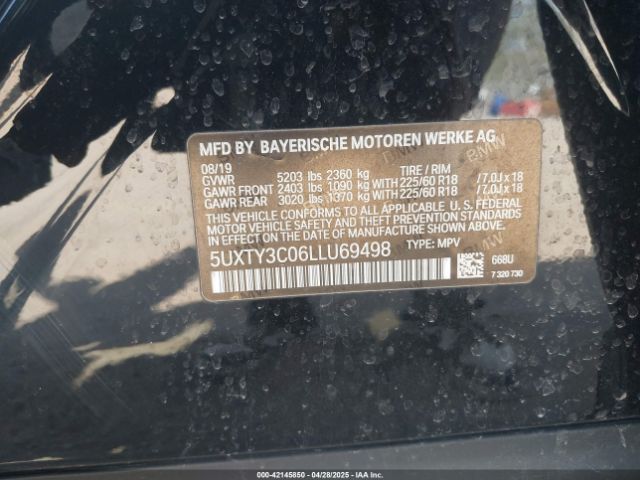 MFD BY BAYERISCHE MOTOREN WERKE AG
08/19
GVWR 5203 lbs 2360 kg TIRE / RIM
GAWR FRONT 2403 lbs 1090 kg WITH 225/60 R18 /7.0J x 18
GAWR REAR 3020 lbs 1370 kg WITH 225/60 R18 /7.0J x 18
THIS VEHICLE CONFORMS TO ALL APPLICABLE U. S. FEDERAL
MOTOR VEHICLE SAFETY AND THEFT PREVENTION STANDARDS
IN EFFECT ON THE DATE OF MANUFACTURE SHOWN ABOVE.
5UXTY3C06LLU69498 TYPE: MPV
668U
7 320 730
000-42145850 04/28/2025 IAAI.COM